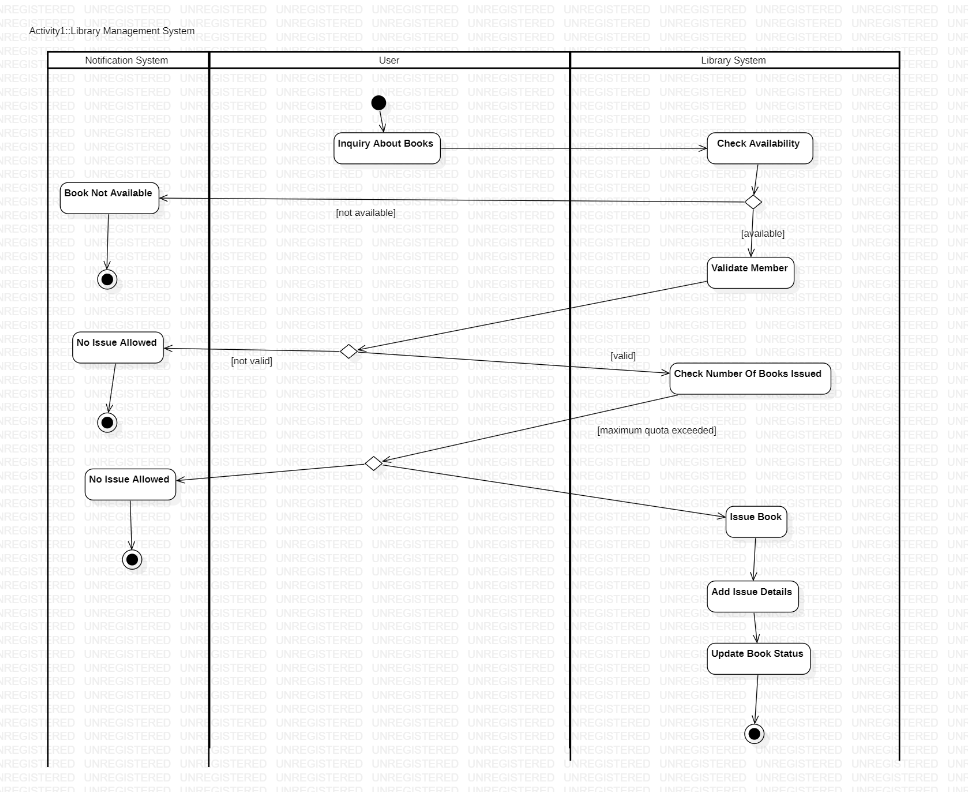 Activity1::Library Management System
Notification System
User
Library System
Inquiry About Books
Check Availability
Book Not Available
[not available]
[available]
Validate Member
No Issue Allowed
[not valid]
[valid]
Check Number Of Books Issued
[maximum quota exceeded]
No Issue Allowed
Issue Book
Add Issue Details
Update Book Status
UNREGISTERED